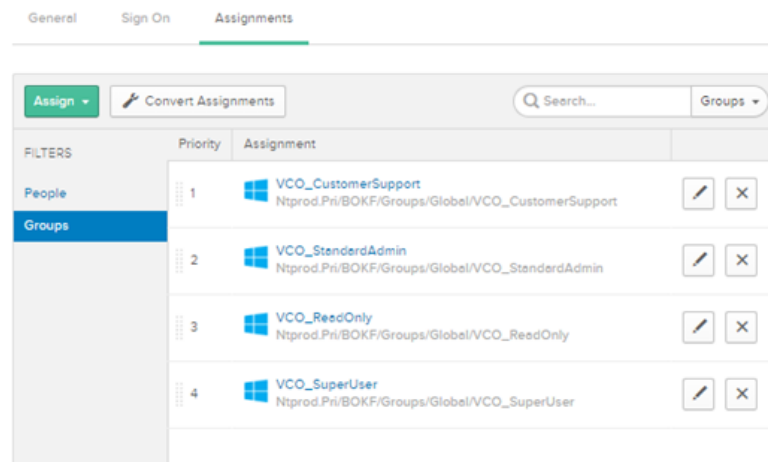 General Sign On Assignments
Assign Convert Assignments Search... Groups
FILTERS Priority Assignment
People
Groups
1 VCO_CustomerSupport
Ntprod.Pri/BOKF/Groups/Global/VCO_CustomerSupport
2 VCO_StandardAdmin
Ntprod.Pri/BOKF/Groups/Global/VCO_StandardAdmin
3 VCO_ReadOnly
Ntprod.Pri/BOKF/Groups/Global/VCO_ReadOnly
4 VCO_SuperUser
Ntprod.Pri/BOKF/Groups/Global/VCO_SuperUser